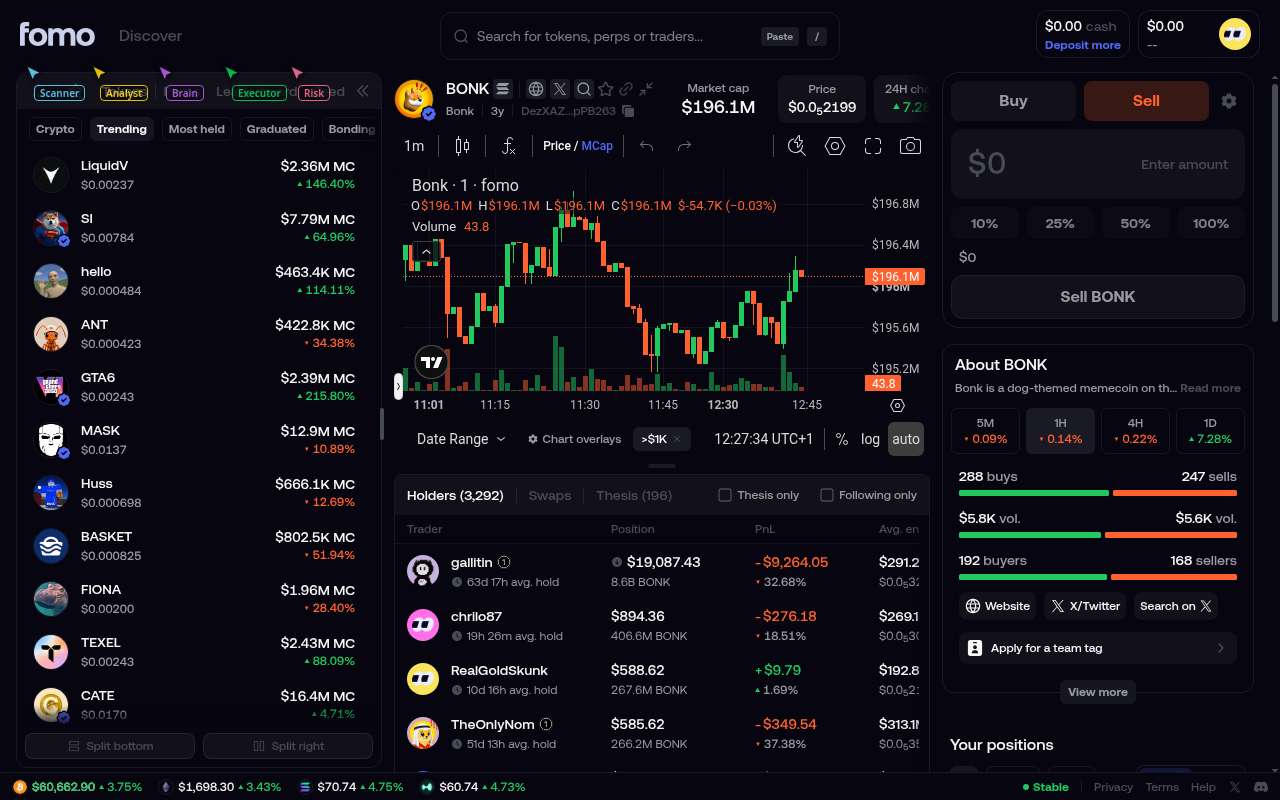 fomo
Discover
Search for tokens, perps or traders...
Paste
/
$0.00 cash
Deposit more
$0.00
--
Scanner
Analyst
Brain
Executor
Risk
Crypto
Trending
Most held
Graduated
Bonding
LiquidV
$0.00237
$2.36M MC
146.40%
SI
$0.00784
$7.79M MC
64.96%
hello
$0.000484
$463.4K MC
114.11%
ANT
$0.000423
$422.8K MC
34.38%
GTA6
$0.00243
$2.39M MC
215.80%
MASK
$0.0137
$12.9M MC
10.89%
Huss
$0.000698
$666.1K MC
12.69%
BASKET
$0.000825
$802.5K MC
51.94%
FIONA
$0.00200
$1.96M MC
28.40%
TEXEL
$0.00243
$2.43M MC
88.09%
CATE
$0.0170
$16.4M MC
4.71%
Split bottom
Split right
BONK
Bonk
3y
DezXAZ...pPB263
Market cap
$196.1M
Price
$0.0₅2199
24H
7.28
1m
Price / MCap
Bonk · 1 · fomo
O$196.1M H$196.1M L$196.1M C$196.1M $-54.7K (−0.03%)
Volume 43.8
$196.8M
$196.4M
$196.1M
$196M
$195.6M
$195.2M
43.8
11:01
11:15
11:30
11:45
12:30
12:45
Date Range
Chart overlays
>$1K ×
12:27:34 UTC+1
%
log
auto
Holders (3,292)
Swaps
Thesis (196)
Thesis only
Following only
Trader
Position
PnL
Avg. en
gallitin 1
63d 17h avg. hold
$19,087.43
8.6B BONK
-$9,264.05
32.68%
$291.2
chrilo87
19h 26m avg. hold
$894.36
406.6M BONK
-$276.18
18.51%
$269.1
RealGoldSkunk
10d 16h avg. hold
$588.62
267.6M BONK
+$9.79
1.69%
$192.8
TheOnlyNom 1
51d 13h avg. hold
$585.62
266.2M BONK
-$349.54
37.38%
Buy
Sell
$0
Enter amount
10%
25%
50%
100%
$0
Sell BONK
About BONK
Bonk is a dog-themed memecoin on th... Read more
5M
0.09%
1H
0.14%
4H
0.22%
1D
7.28%
288 buys
247 sells
$5.8K vol.
$5.6K vol.
192 buyers
168 sellers
Website
X/Twitter
Search on X
Apply for a team tag
View more
Your positions
$60,662.90 3.75%
$1,698.30 3.43%
$70.74 4.75%
$60.74 4.73%
Stable
Privacy
Terms
Help